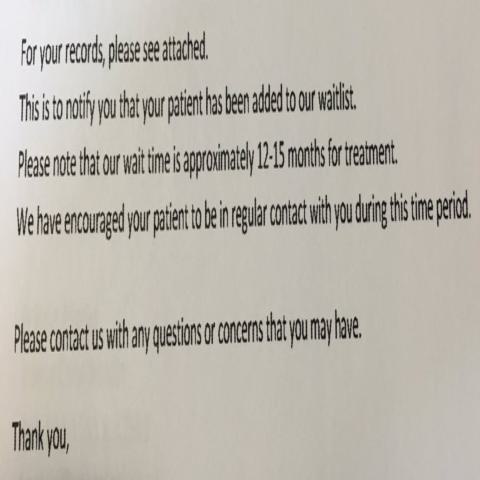 For your records, please see attached.
This is to notify you that your patient has been added to our waitlist.
Please note that our wait time is approximately 12-15 months for treatment.
We have encouraged your patient to be in regular contact with you during this time period.
Please contact us with any questions or concerns that you may have.
Thank you,